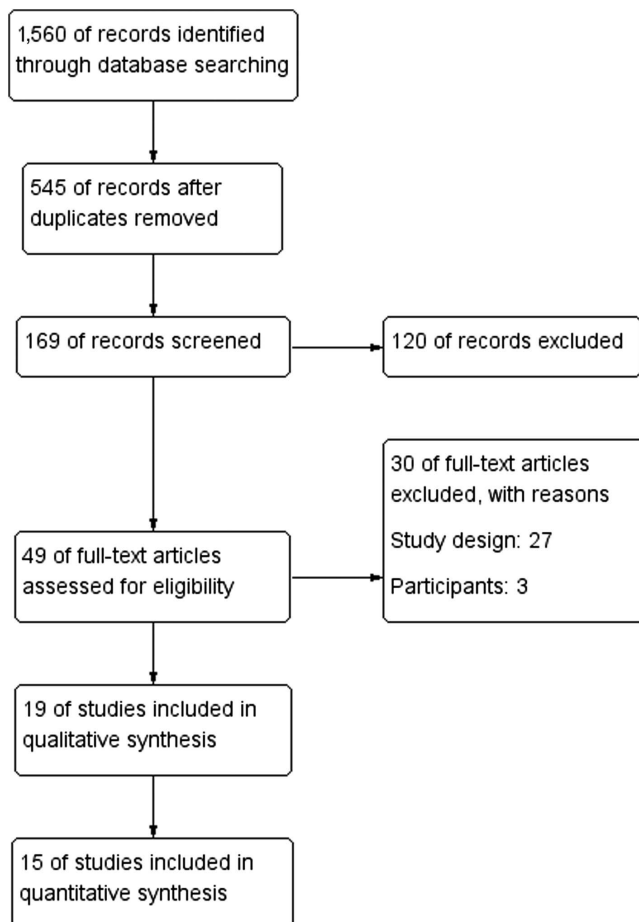 1,560 of records identified
through database searching
545 of records after
duplicates removed
169 of records screened
120 of records excluded
30 of full-text articles
excluded, with reasons
Study design: 27
Participants: 3
49 of full-text articles
assessed for eligibility
19 of studies included in
qualitative synthesis
15 of studies included in
quantitative synthesis